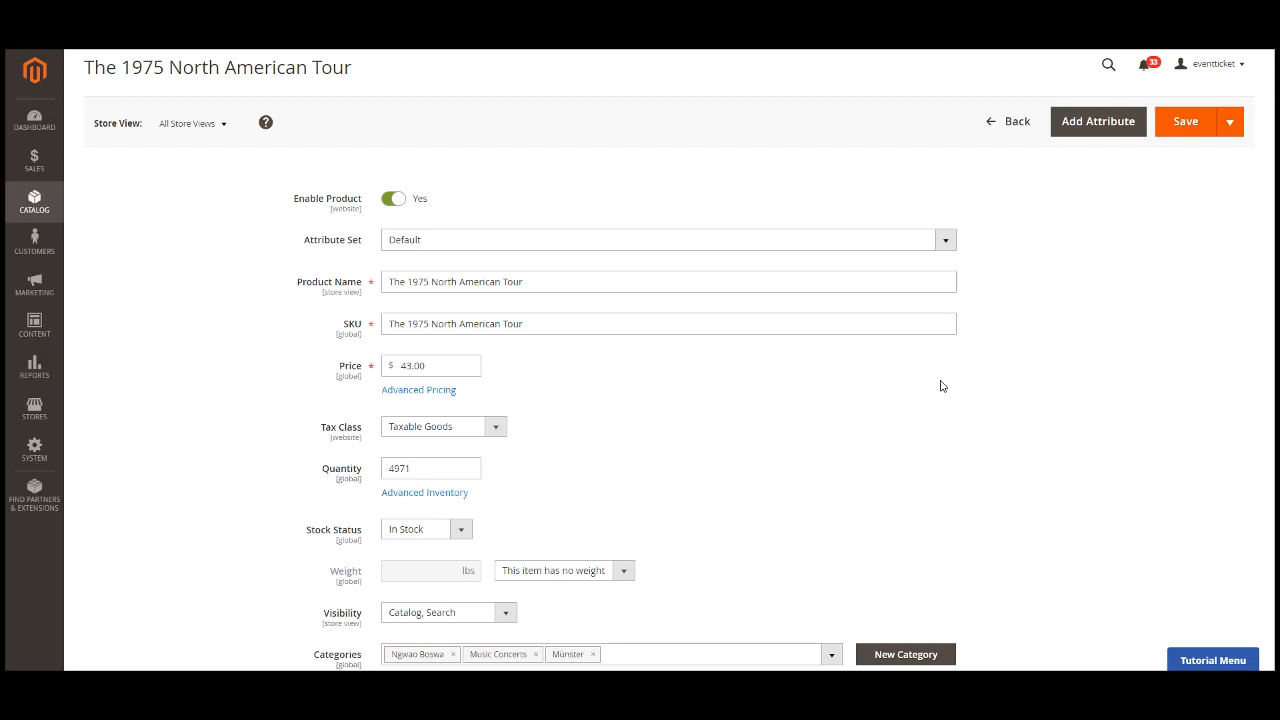 The 1975 North American Tour
33
eventticket
Store View: All Store Views
?
Back
Add Attribute
Save
DASHBOARD
$
SALES
CATALOG
CUSTOMERS
MARKETING
CONTENT
REPORTS
STORES
SYSTEM
FIND PARTNERS
& EXTENSIONS
Enable Product
[website]
Yes
Attribute Set
Default
Product Name *
[store view]
The 1975 North American Tour
SKU *
[global]
The 1975 North American Tour
Price *
[global]
$ 43.00
Advanced Pricing
Tax Class
[website]
Taxable Goods
Quantity
[global]
4971
Advanced Inventory
Stock Status
[global]
In Stock
Weight
[global]
lbs
This item has no weight
Visibility
[store view]
Catalog, Search
Categories
[global]
Ngwao Boswa × Music Concerts × Münster ×
New Category
Tutorial Menu